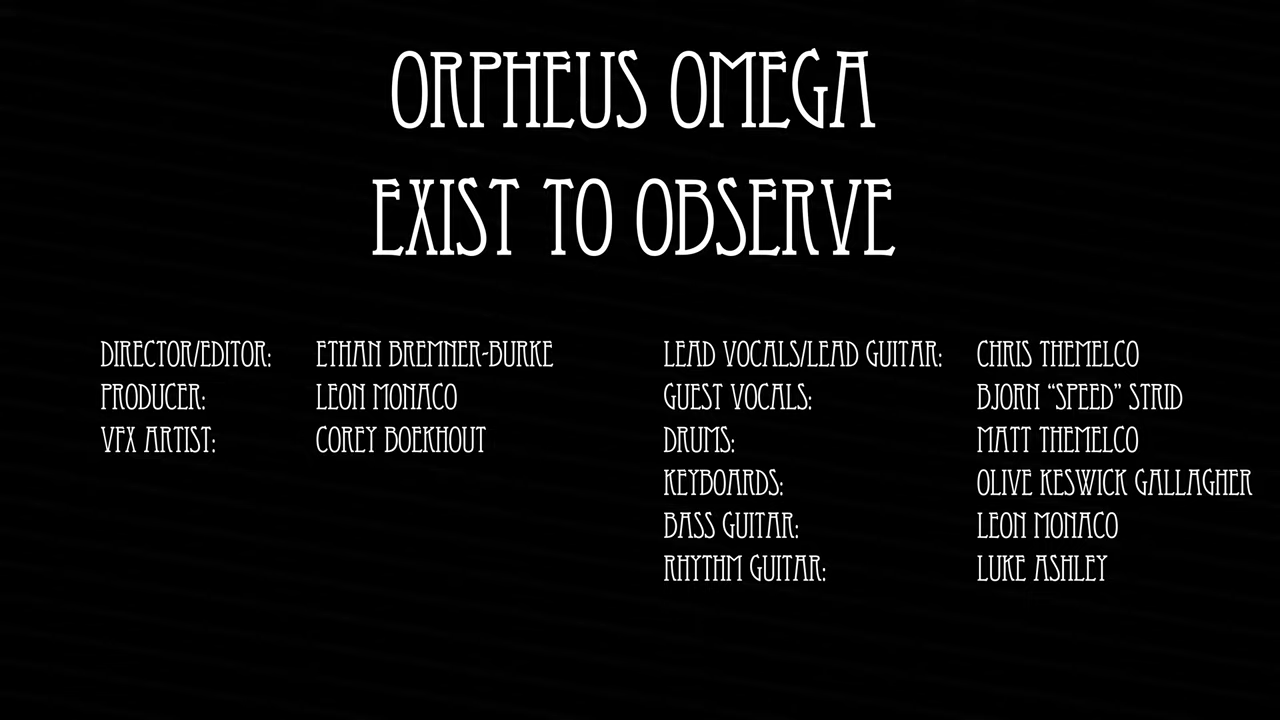 ORPHEUS OMEGA
EXIST TO OBSERVE
DIRECTOR/EDITOR: ETHAN BREMNER-BURKE
PRODUCER: LEON MONACO
VFX ARTIST: COREY BOEKHOUT
LEAD VOCALS/LEAD GUITAR: CHRIS THEMELCO
GUEST VOCALS: BJORN “SPEED” STRID
DRUMS: MATT THEMELCO
KEYBOARDS: OLIVE KESWICK GALLAGHER
BASS GUITAR: LEON MONACO
RHYTHM GUITAR: LUKE ASHLEY